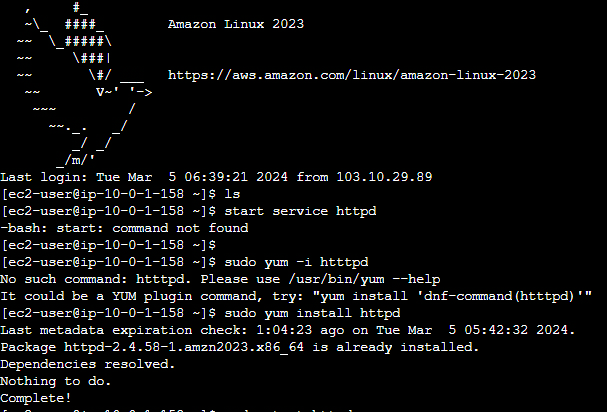 ,     #_
   ~\_  ####_        Amazon Linux 2023
  ~~  \_#####\
  ~~     \###|
  ~~       \#/ ___   https://aws.amazon.com/linux/amazon-linux-2023
   ~~       V~' '->
    ~~~         /
      ~~._.   _/
         _/ _/
       _/m/'
Last login: Tue Mar  5 06:39:21 2024 from 103.10.29.89
[ec2-user@ip-10-0-1-158 ~]$ ls
[ec2-user@ip-10-0-1-158 ~]$ start service httpd
-bash: start: command not found
[ec2-user@ip-10-0-1-158 ~]$
[ec2-user@ip-10-0-1-158 ~]$ sudo yum -i htttpd
No such command: htttpd. Please use /usr/bin/yum --help
It could be a YUM plugin command, try: "yum install 'dnf-command(htttpd)'"
[ec2-user@ip-10-0-1-158 ~]$ sudo yum install httpd
Last metadata expiration check: 1:04:23 ago on Tue Mar  5 05:42:32 2024.
Package httpd-2.4.58-1.amzn2023.x86_64 is already installed.
Dependencies resolved.
Nothing to do.
Complete!